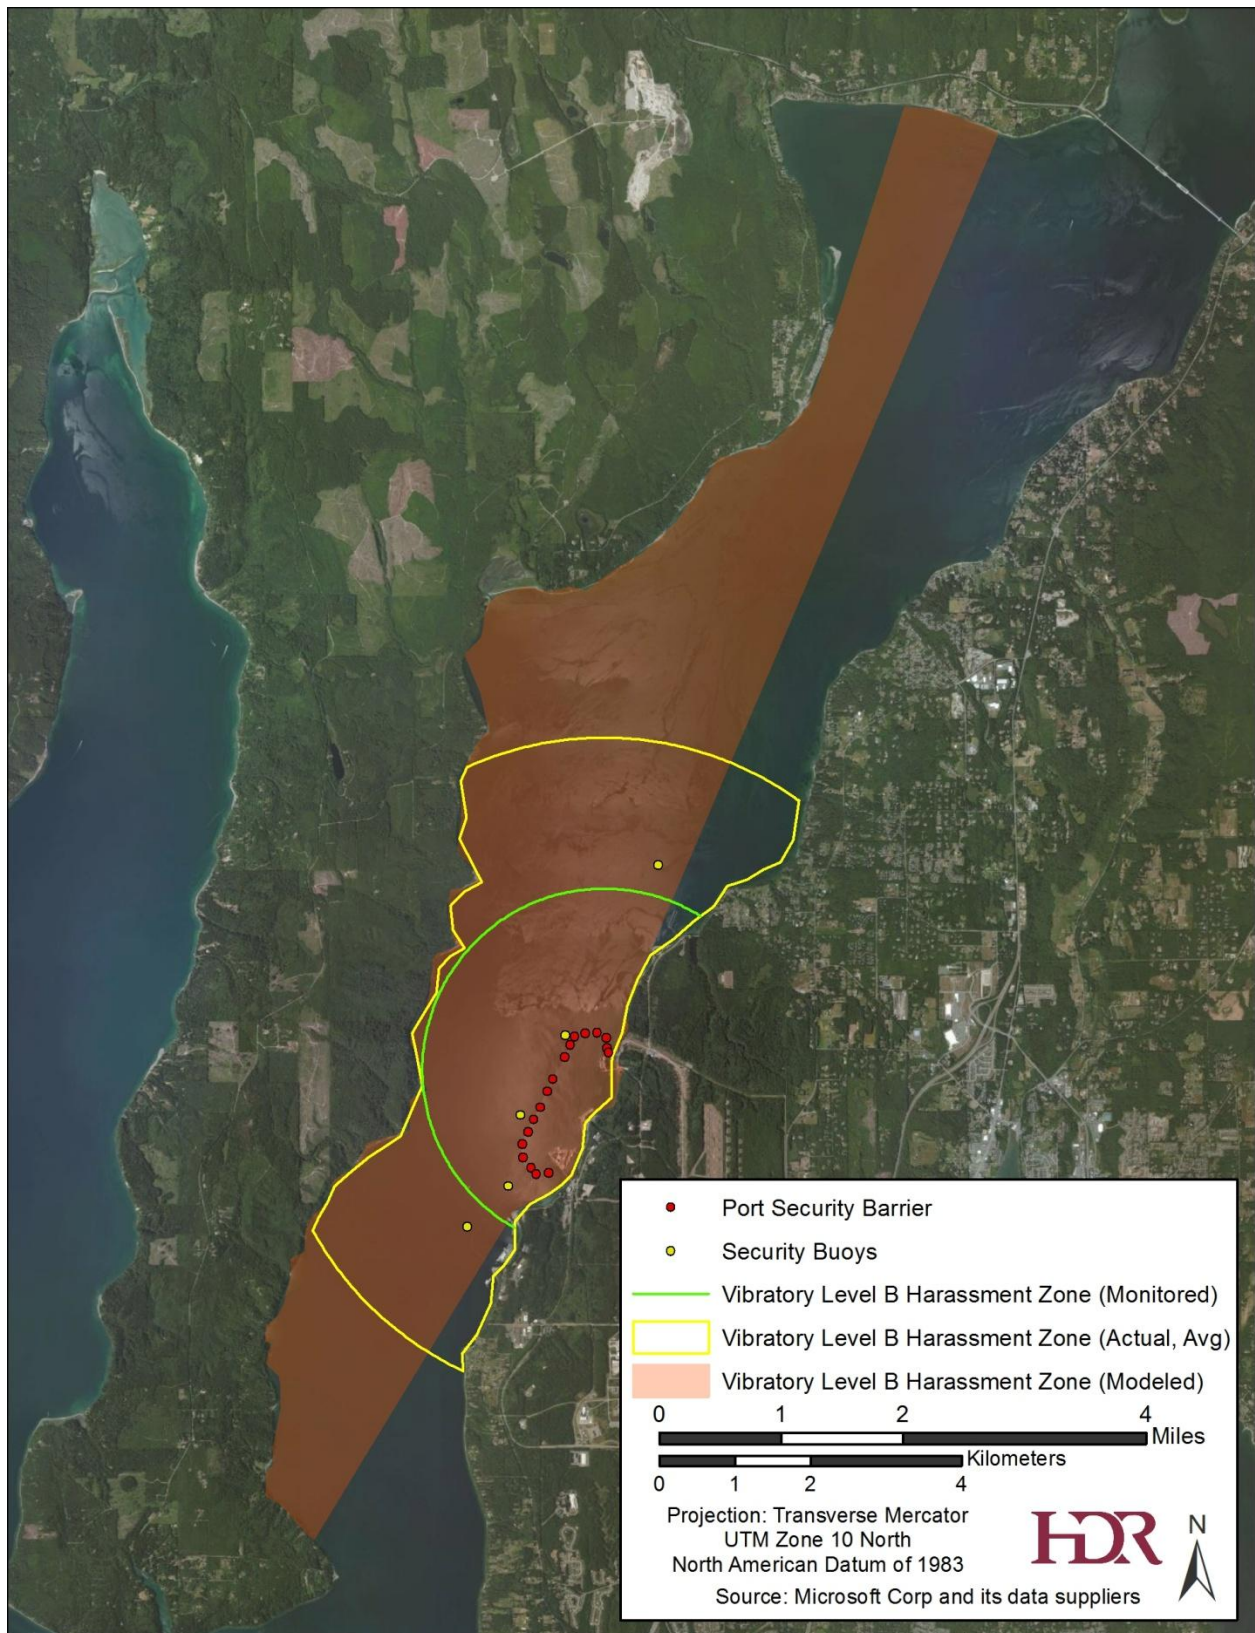 Port Security Barrier
Security Buoys
Vibratory Level B Harassment Zone (Monitored)
Vibratory Level B Harassment Zone (Actual, Avg)
Vibratory Level B Harassment Zone (Modeled)
0 1 2 4
Miles
Kilometers
0 1 2 4
Projection: Transverse Mercator
UTM Zone 10 North
North American Datum of 1983
HDR
N
Source: Microsoft Corp and its data suppliers